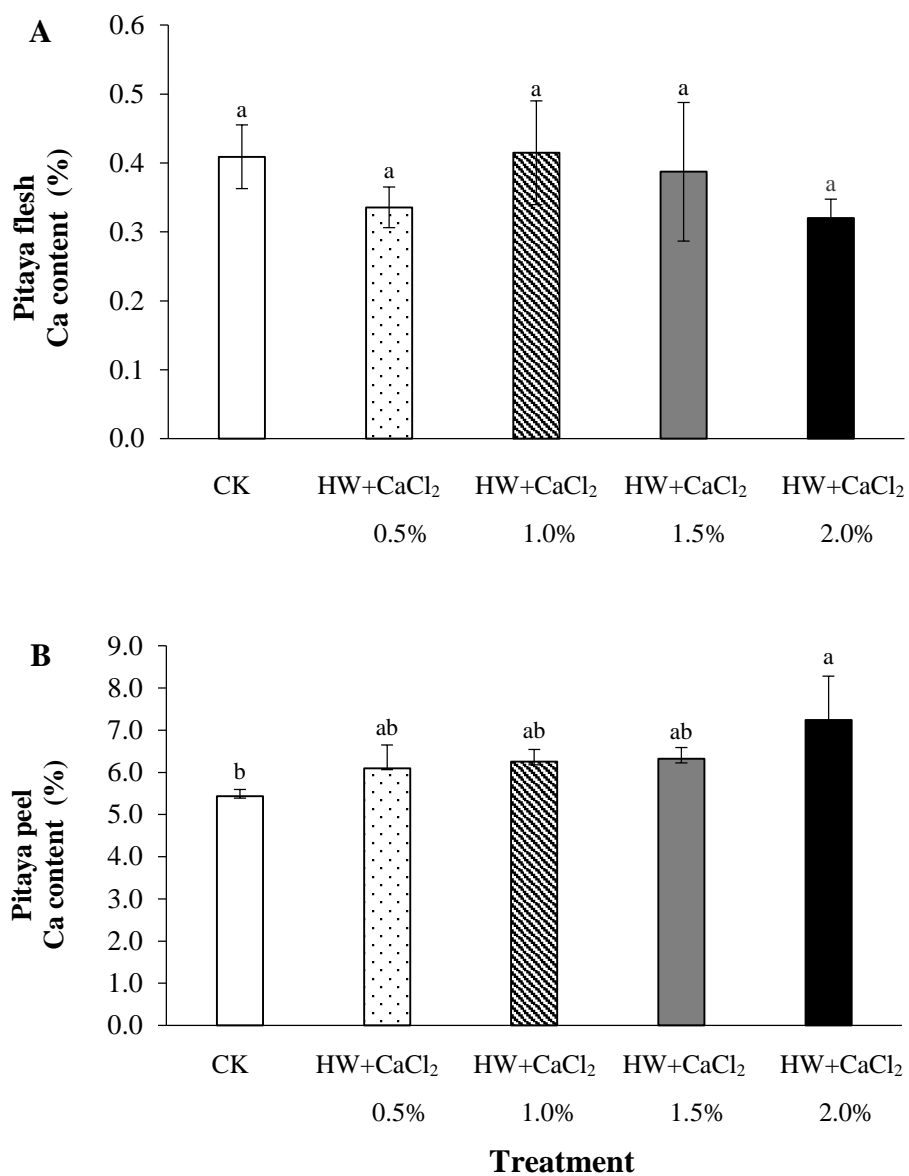 A
Pitaya flesh
Ca content (%)
0.6
0.5
0.4
0.3
0.2
0.1
0.0
a
a
a
a
a
CK HW+CaCl₂ HW+CaCl₂ HW+CaCl₂ HW+CaCl₂
0.5% 1.0% 1.5% 2.0%
B
Pitaya peel
Ca content (%)
9.0
8.0
7.0
6.0
5.0
4.0
3.0
2.0
1.0
0.0
b
ab
ab
ab
a
CK HW+CaCl₂ HW+CaCl₂ HW+CaCl₂ HW+CaCl₂
0.5% 1.0% 1.5% 2.0%
Treatment